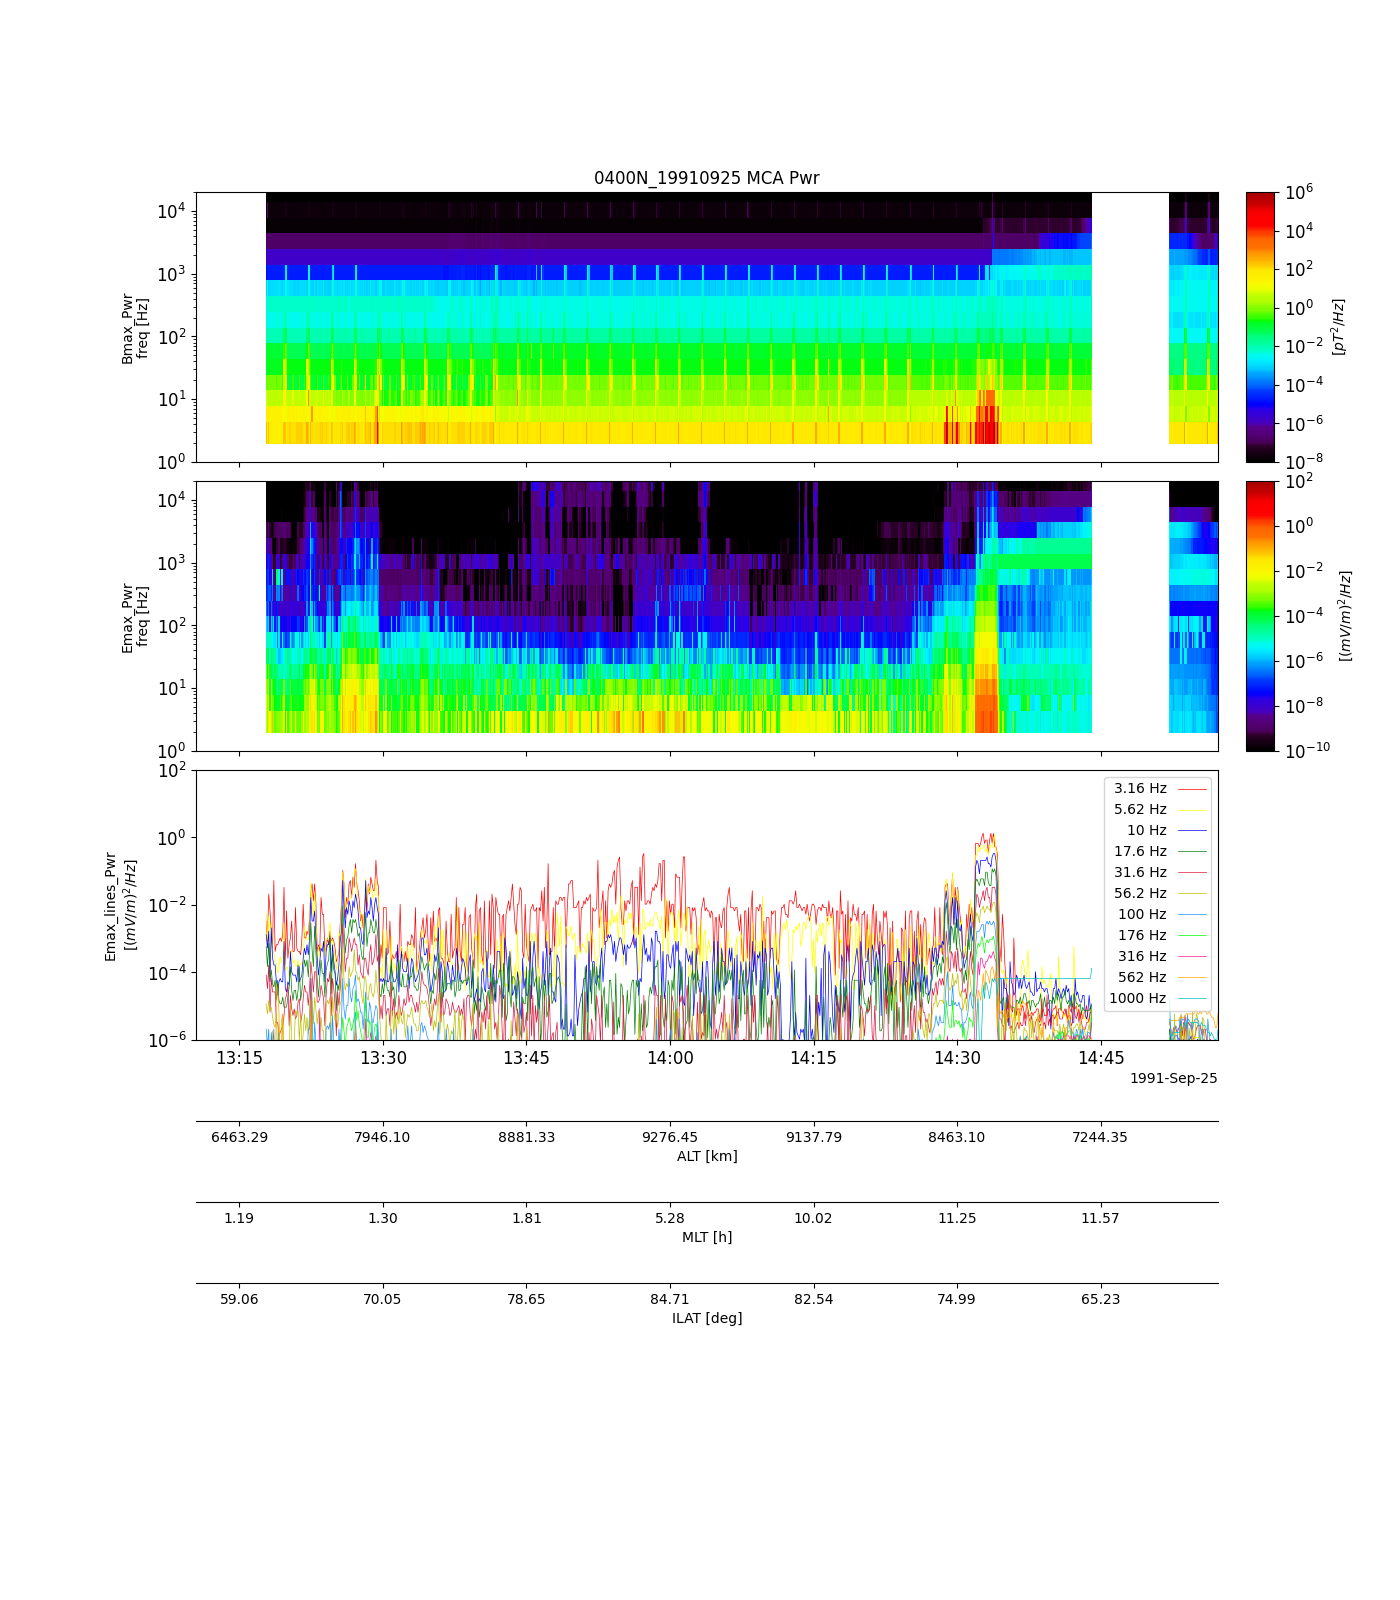 0400N_19910925 MCA Pwr
Bmax_Pwr
freq [Hz]
10^4
10^3
10^2
10^1
10^0
10^6
10^4
10^2
10^0
10^-2
10^-4
10^-6
10^-8
[pT^2/Hz]
Emax_Pwr
freq [Hz]
10^4
10^3
10^2
10^1
10^0
10^2
10^0
10^-2
10^-4
10^-6
10^-8
10^-10
[(mV/m)^2/Hz]
Emax_lines_Pwr
[(mV/m)^2/Hz]
10^2
10^0
10^-2
10^-4
10^-6
3.16 Hz
5.62 Hz
10 Hz
17.6 Hz
31.6 Hz
56.2 Hz
100 Hz
176 Hz
316 Hz
562 Hz
1000 Hz
13:15 13:30 13:45 14:00 14:15 14:30 14:45
1991-Sep-25
6463.29 7946.10 8881.33 9276.45 9137.79 8463.10 7244.35
ALT [km]
1.19 1.30 1.81 5.28 10.02 11.25 11.57
MLT [h]
59.06 70.05 78.65 84.71 82.54 74.99 65.23
ILAT [deg]